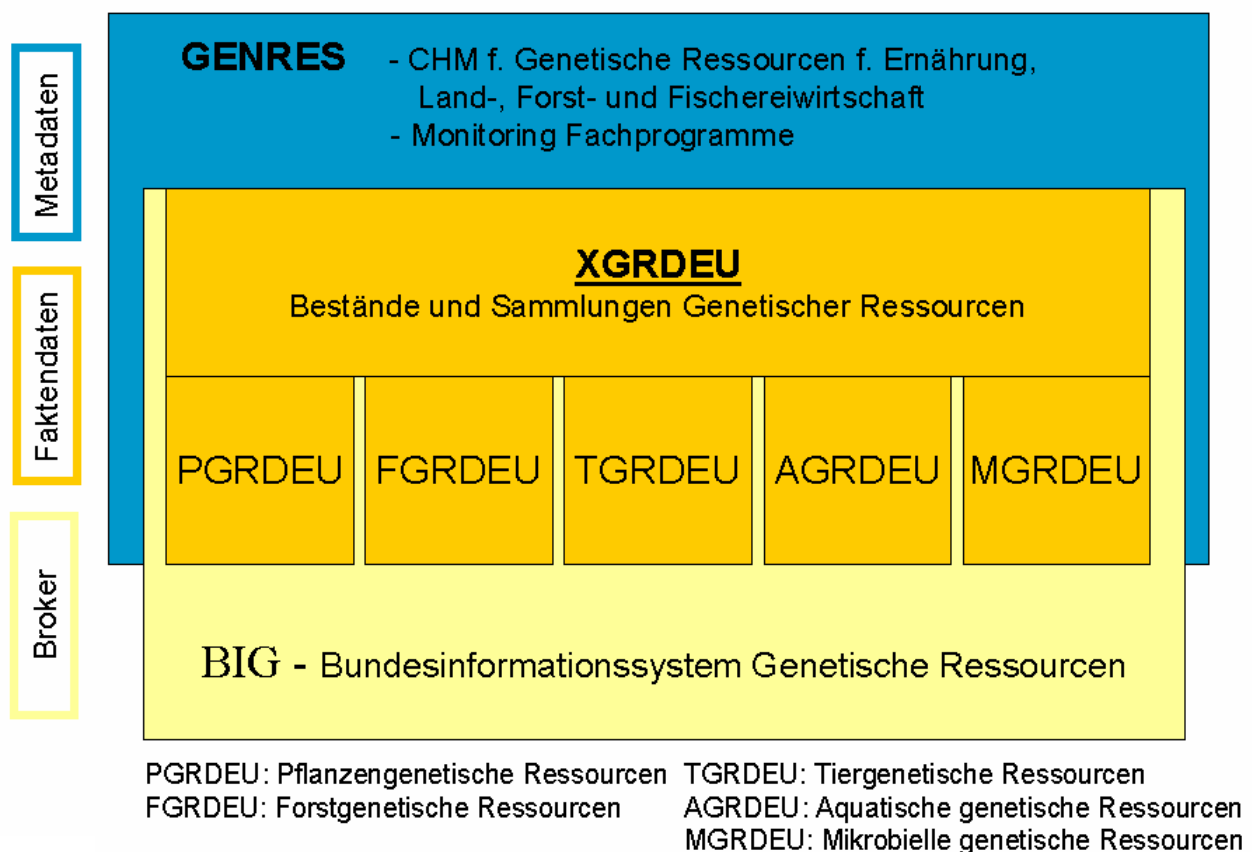 Metadaten
Faktendaten
Broker
GENRES - CHM f. Genetische Ressourcen f. Ernährung,
Land-, Forst- und Fischereiwirtschaft
- Monitoring Fachprogramme
XGRDEU
Bestände und Sammlungen Genetischer Ressourcen
PGRDEU FGRDEU TGRDEU AGRDEU MGRDEU
BIG - Bundesinformationssystem Genetische Ressourcen
PGRDEU: Pflanzengenetische Ressourcen TGRDEU: Tiergenetische Ressourcen
FGRDEU: Forstgenetische Ressourcen AGRDEU: Aquatische genetische Ressourcen
MGRDEU: Mikrobielle genetische Ressourcen